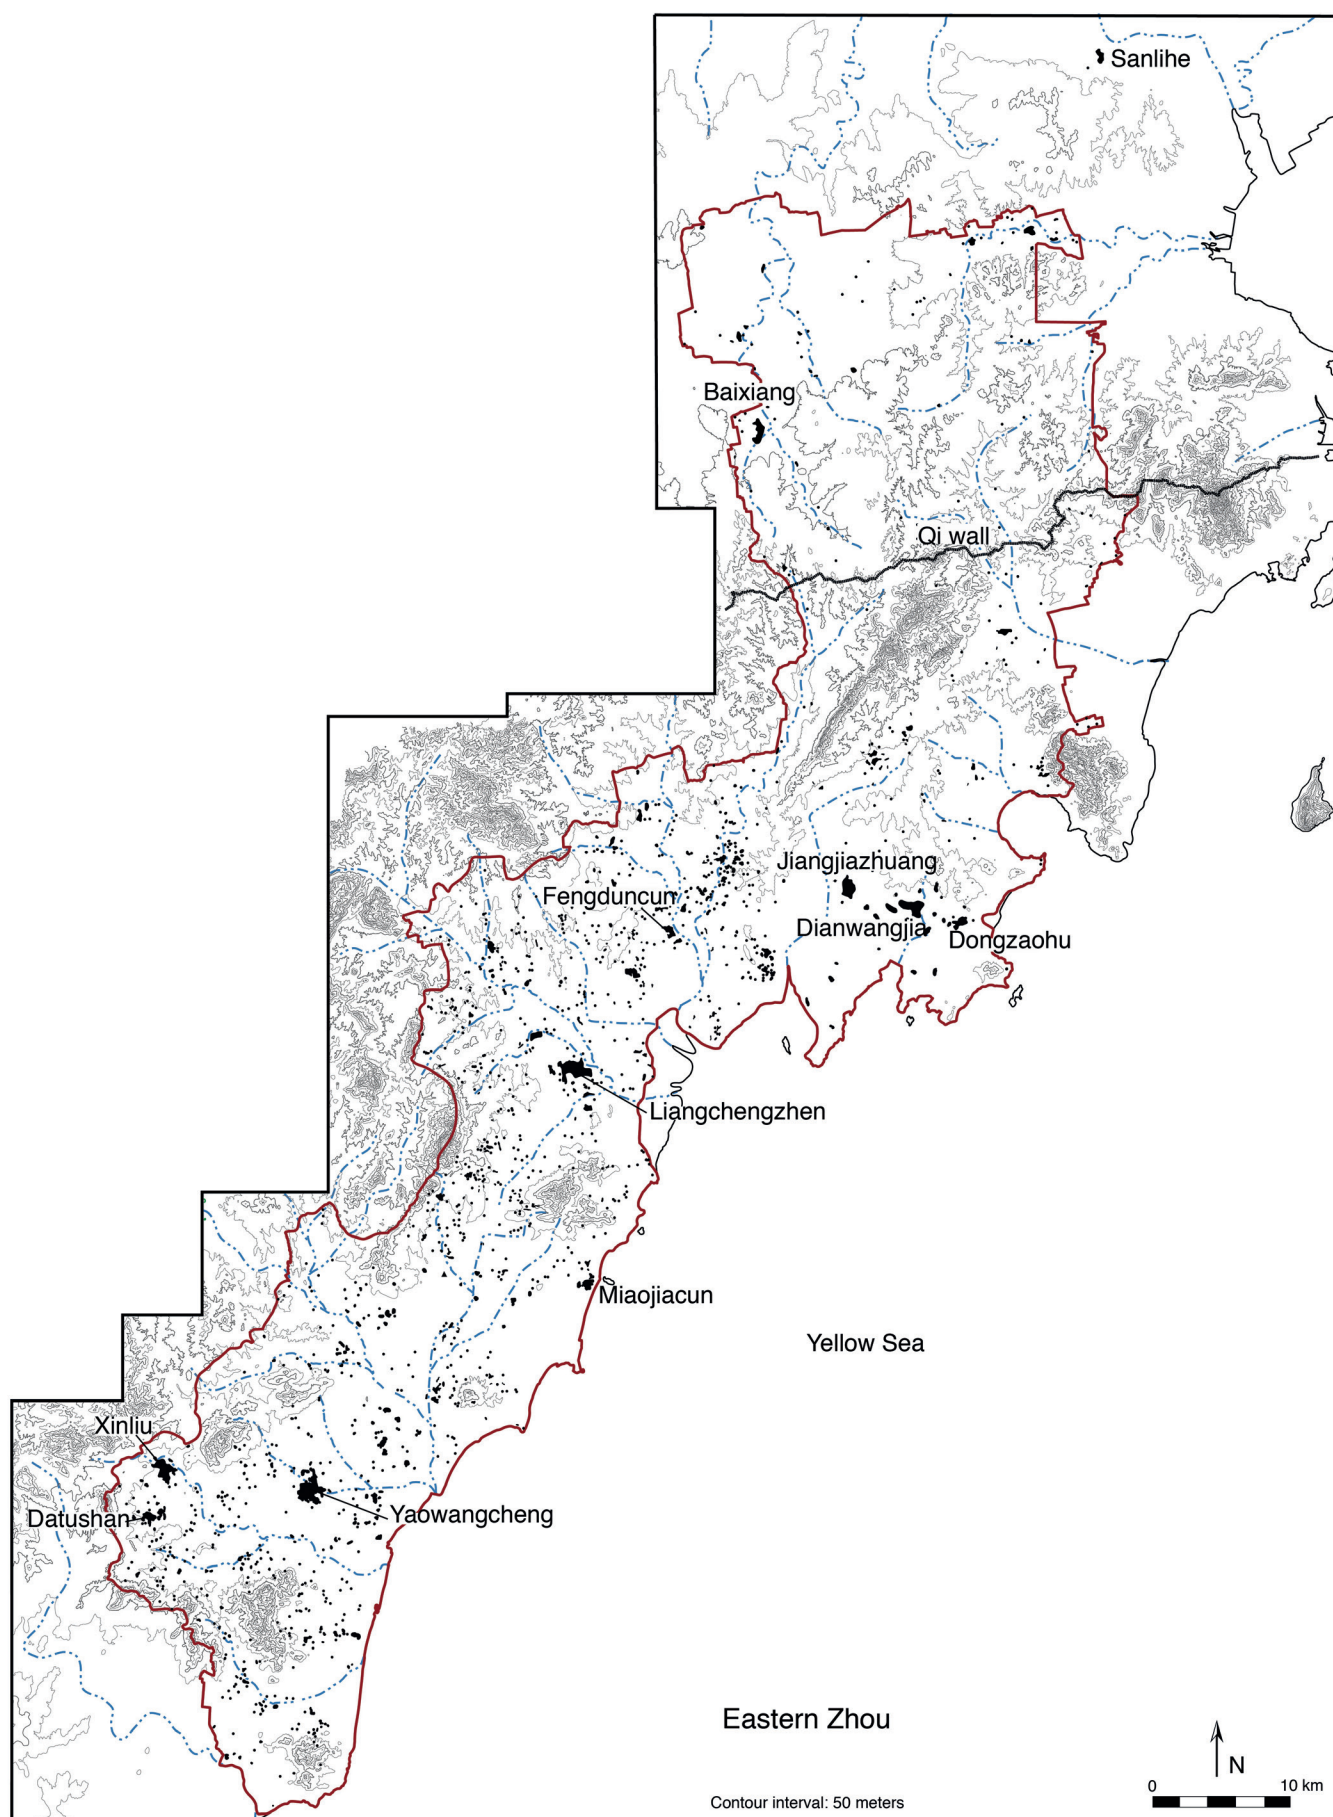 Sanlihe
Baixiang
Qi wall
Jiangjiazhuang
Fengduncun
Dianwangjia
Dongzaohu
Liangchengzhen
Miaojiacun
Yellow Sea
Xinliu
Datushan
Yaowangcheng
Eastern Zhou
N
0 10 km
Contour interval: 50 meters